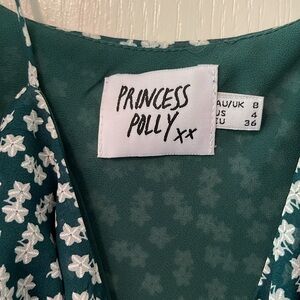 PRINCESS
POLLY xx
AU/UK 8
US 4
EU 36